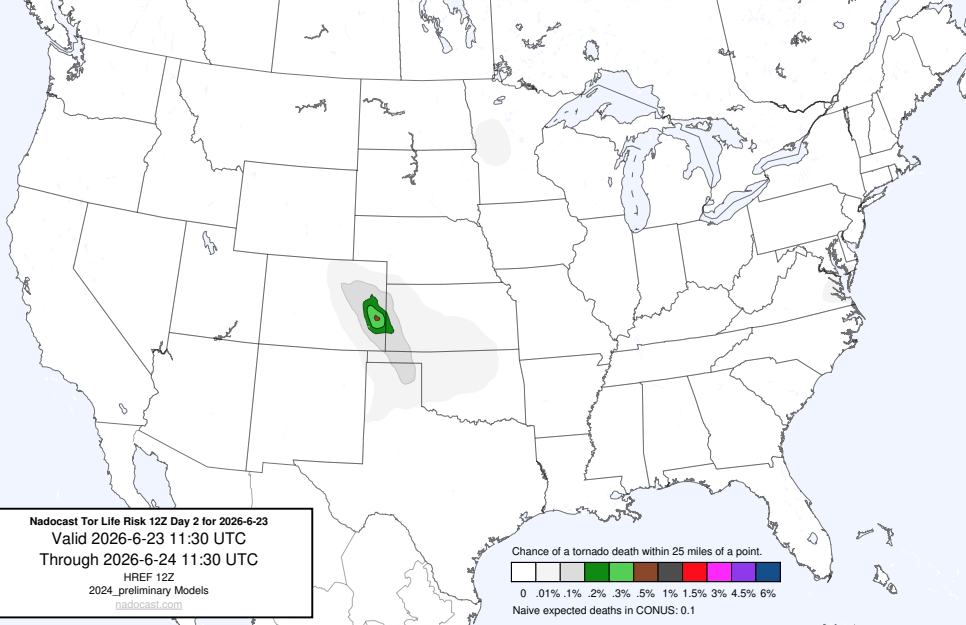 Nadocast Tor Life Risk 12Z Day 2 for 2026-6-23
Valid 2026-6-23 11:30 UTC
Through 2026-6-24 11:30 UTC
HREF 12Z
2024_preliminary Models
nadocast.com
Chance of a tornado death within 25 miles of a point.
0 .01% .1% .2% .3% .5% 1% 1.5% 3% 4.5% 6%
Naive expected deaths in CONUS: 0.1